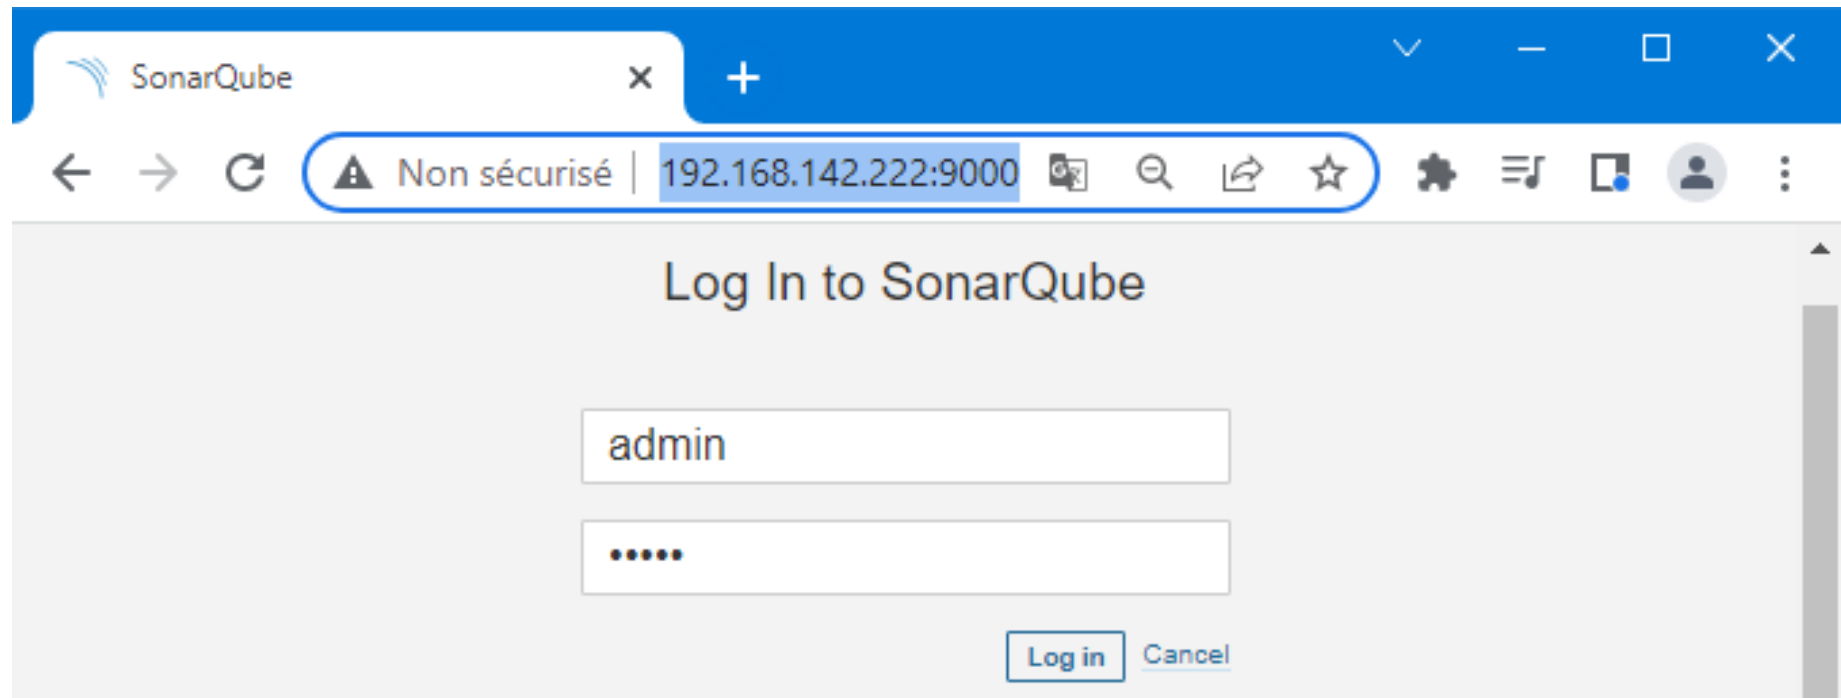 SonarQube
Non sécurisé | 192.168.142.222:9000
Log In to SonarQube
admin
•••••
Log in Cancel